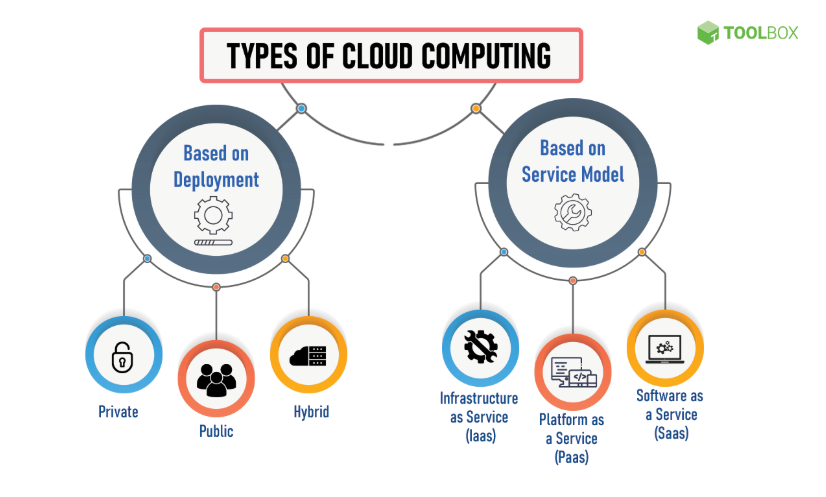 TYPES OF CLOUD COMPUTING
TOOLBOX
Based on
Deployment
Based on
Service Model
Private
Public
Hybrid
Infrastructure
as Service
(Iaas)
Platform as
a Service
(Paas)
Software as
a Service
(Saas)